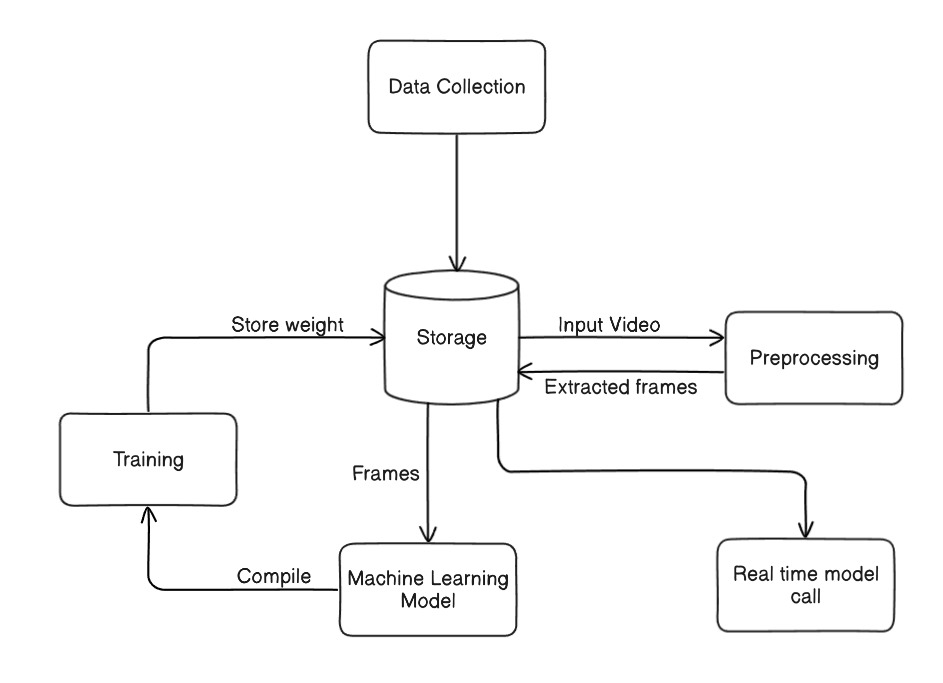 Data Collection
Store weight
Storage
Input Video
Preprocessing
Extracted frames
Training
Frames
Compile
Machine Learning
Model
Real time model
call